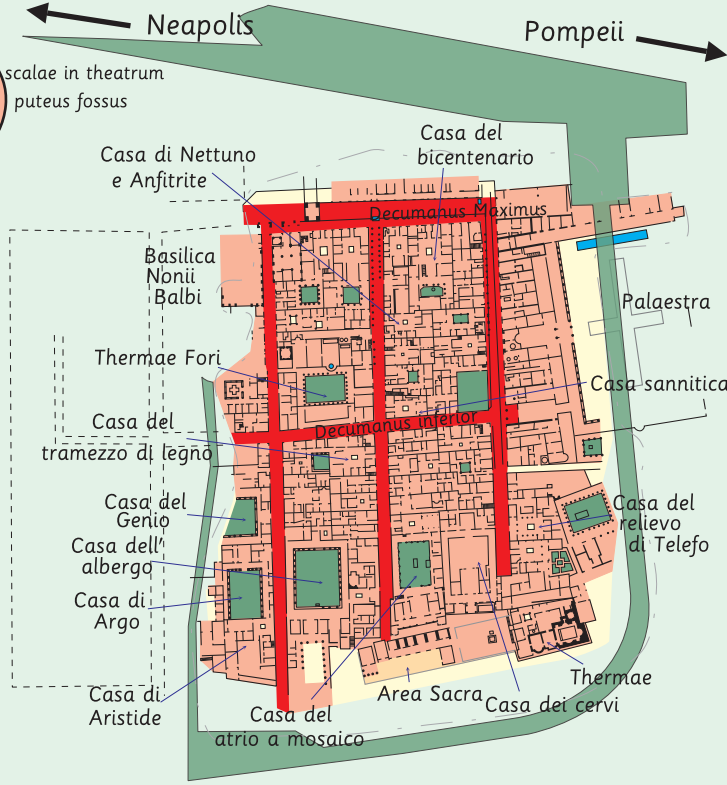 Neapolis
Pompeii
scalae in theatrum
puteus fossus
Casa del
bicentenario
Casa di Nettuno
e Anfitrite
Decumanus Maximus
Basilica
Nonii
Balbi
Palaestra
Thermae Fori
Casa sannitica
Casa del
tramezzo di legno
Decumanus inferior
Casa del
Genio
Casa del
relievo
di Telefo
Casa dell'
albergo
Casa di
Argo
Thermae
Casa di
Aristide
Area Sacra
Casa dei cervi
Casa del
atrio a mosaico